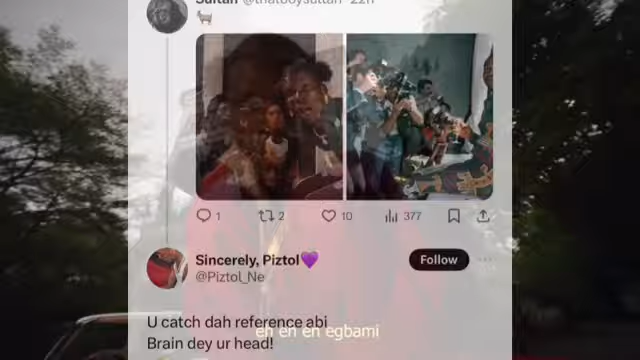 Sultan @thatboysultan · 22h
1
2
10
377
Sincerely, Piztol💜
@Piztol_Ne
Follow
U catch dah reference abi
Brain dey ur head!
eh en en egbami